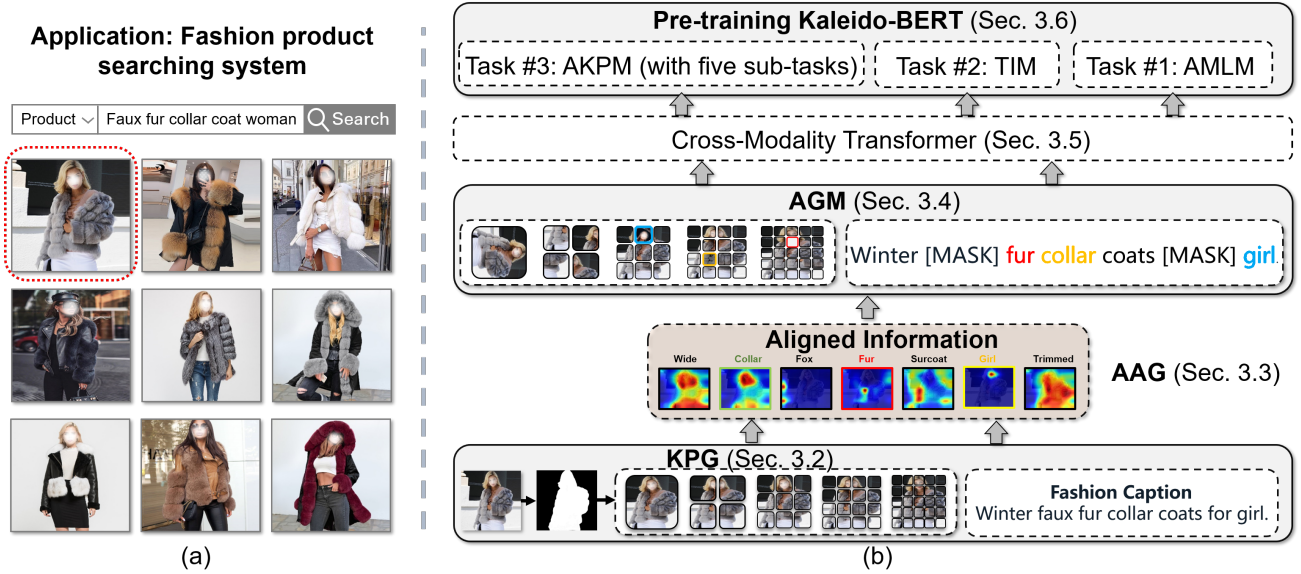 Application: Fashion product
searching system
Product
Faux fur collar coat woman
Search
(a)
Pre-training Kaleido-BERT (Sec. 3.6)
Task #3: AKPM (with five sub-tasks)
Task #2: TIM
Task #1: AMLM
Cross-Modality Transformer (Sec. 3.5)
AGM (Sec. 3.4)
Winter [MASK] fur collar coats [MASK] girl.
Aligned Information
Wide
Collar
Fox
Fur
Surcoat
Girl
Trimmed
AAG (Sec. 3.3)
KPG (Sec. 3.2)
Fashion Caption
Winter faux fur collar coats for girl.
(b)